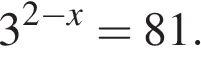 3^{2-x} = 81.